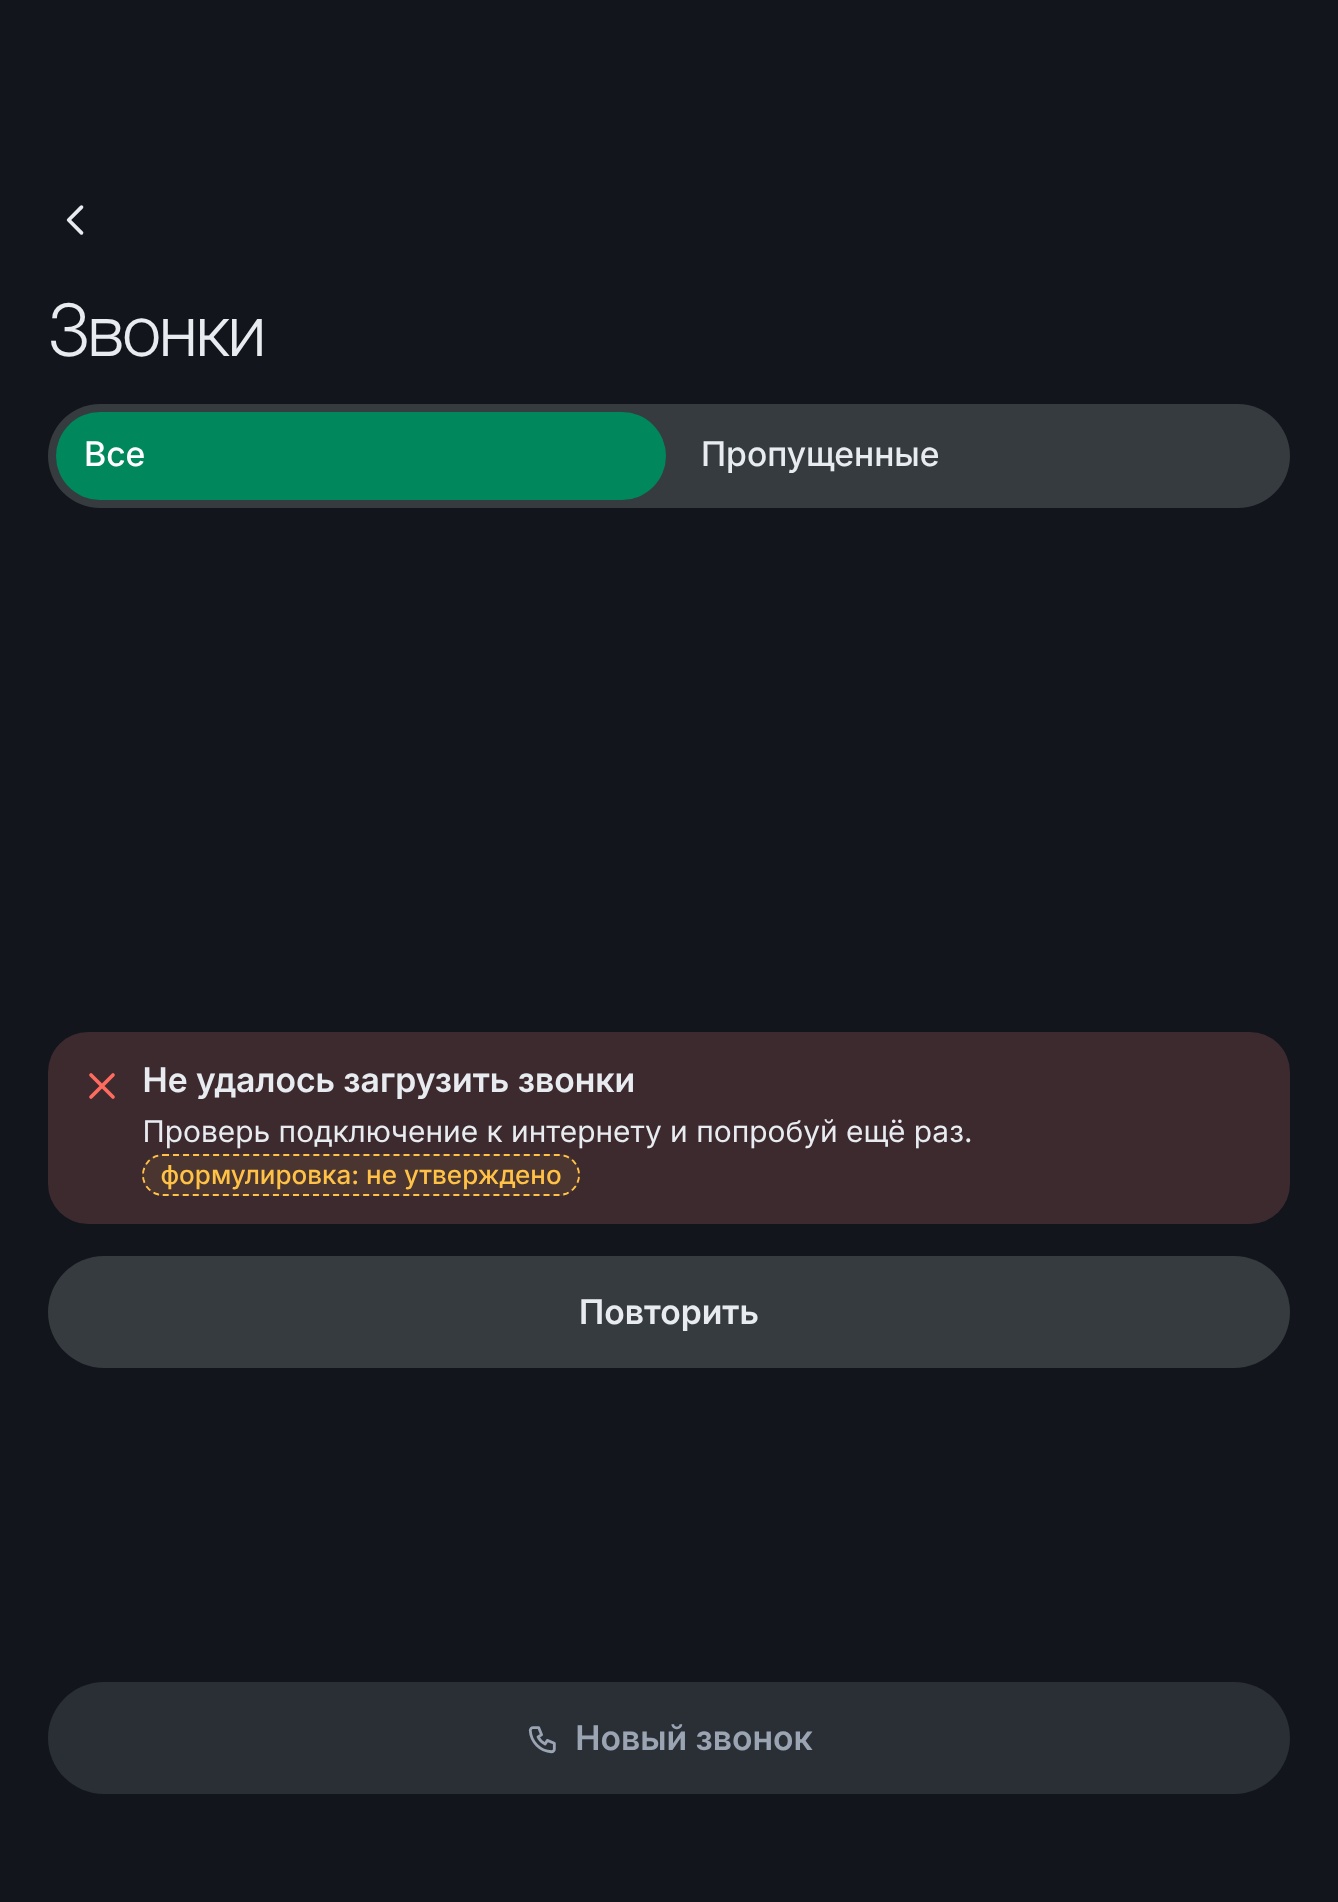 Звонки
Все
Пропущенные
Не удалось загрузить звонки
Проверь подключение к интернету и попробуй ещё раз.
формулировка: не утверждено
Повторить
Новый звонок